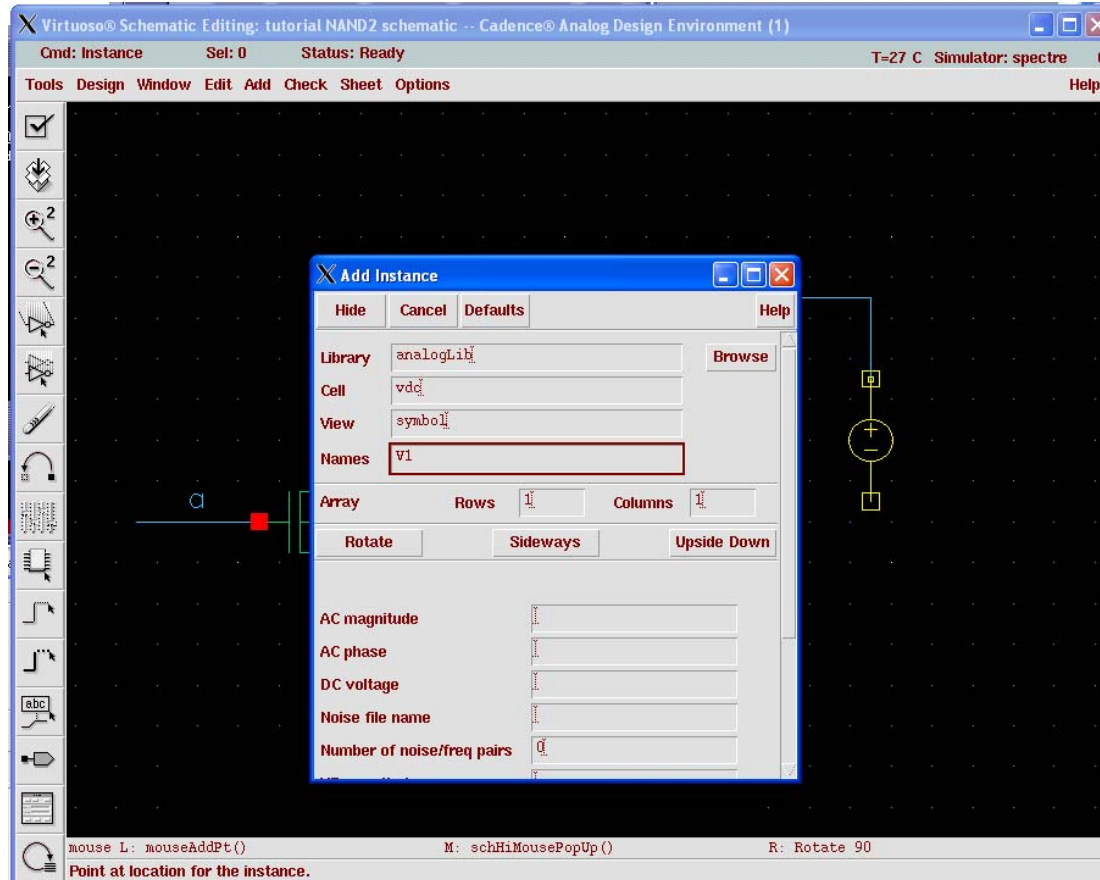 Virtuoso® Schematic Editing: tutorial NAND2 schematic -- Cadence® Analog Design Environment (1)
Cmd: Instance Sel: 0 Status: Ready T=27 C Simulator: spectre
Tools Design Window Edit Add Check Sheet Options Help
2
2
Add Instance
Hide Cancel Defaults Help
Library analogLib Browse
Cell vdc
View symbol
Names V1
a
Array Rows 1 Columns 1
Rotate Sideways Upside Down
AC magnitude
AC phase
DC voltage
abc
Noise file name
Number of noise/freq pairs 0
mouse L: mouseAddPt() M: schHiMousePopUp() R: Rotate 90
Point at location for the instance.